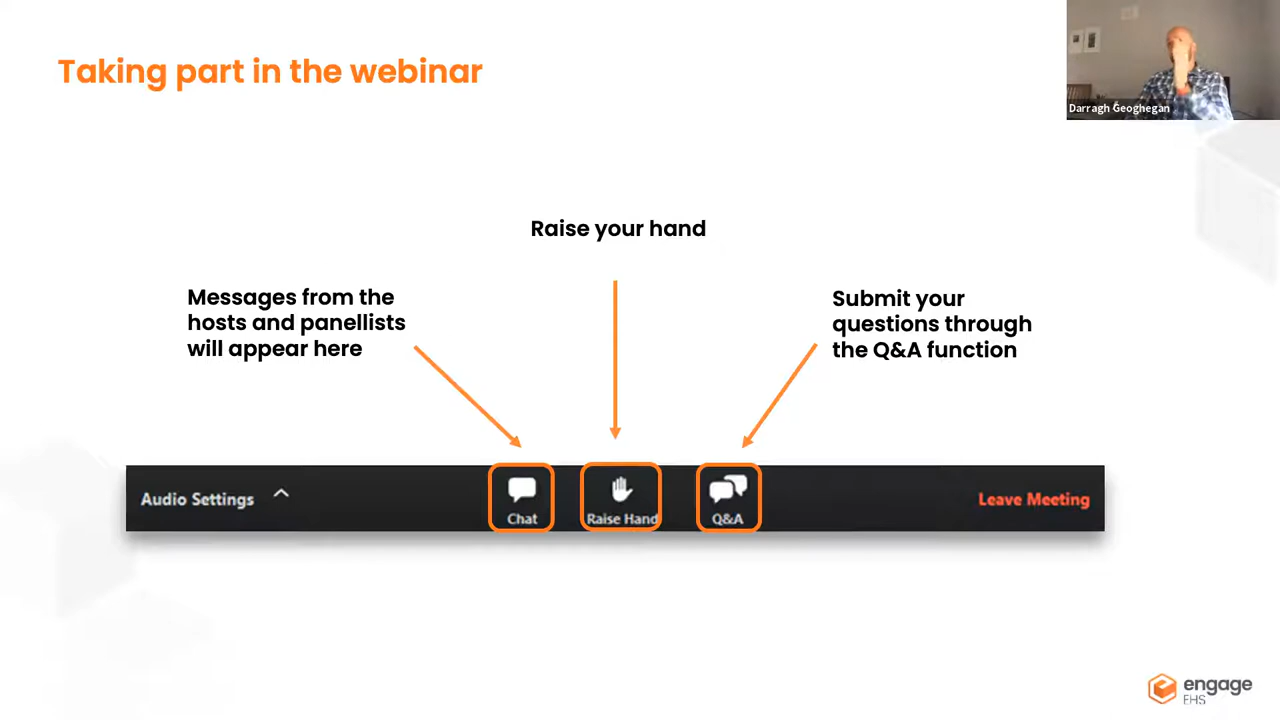 Taking part in the webinar
Darragh Geoghegan
Raise your hand
Messages from the
hosts and panellists
will appear here
Submit your
questions through
the Q&A function
Audio Settings
Chat
Raise Hand
Q&A
Leave Meeting
engage
EHS